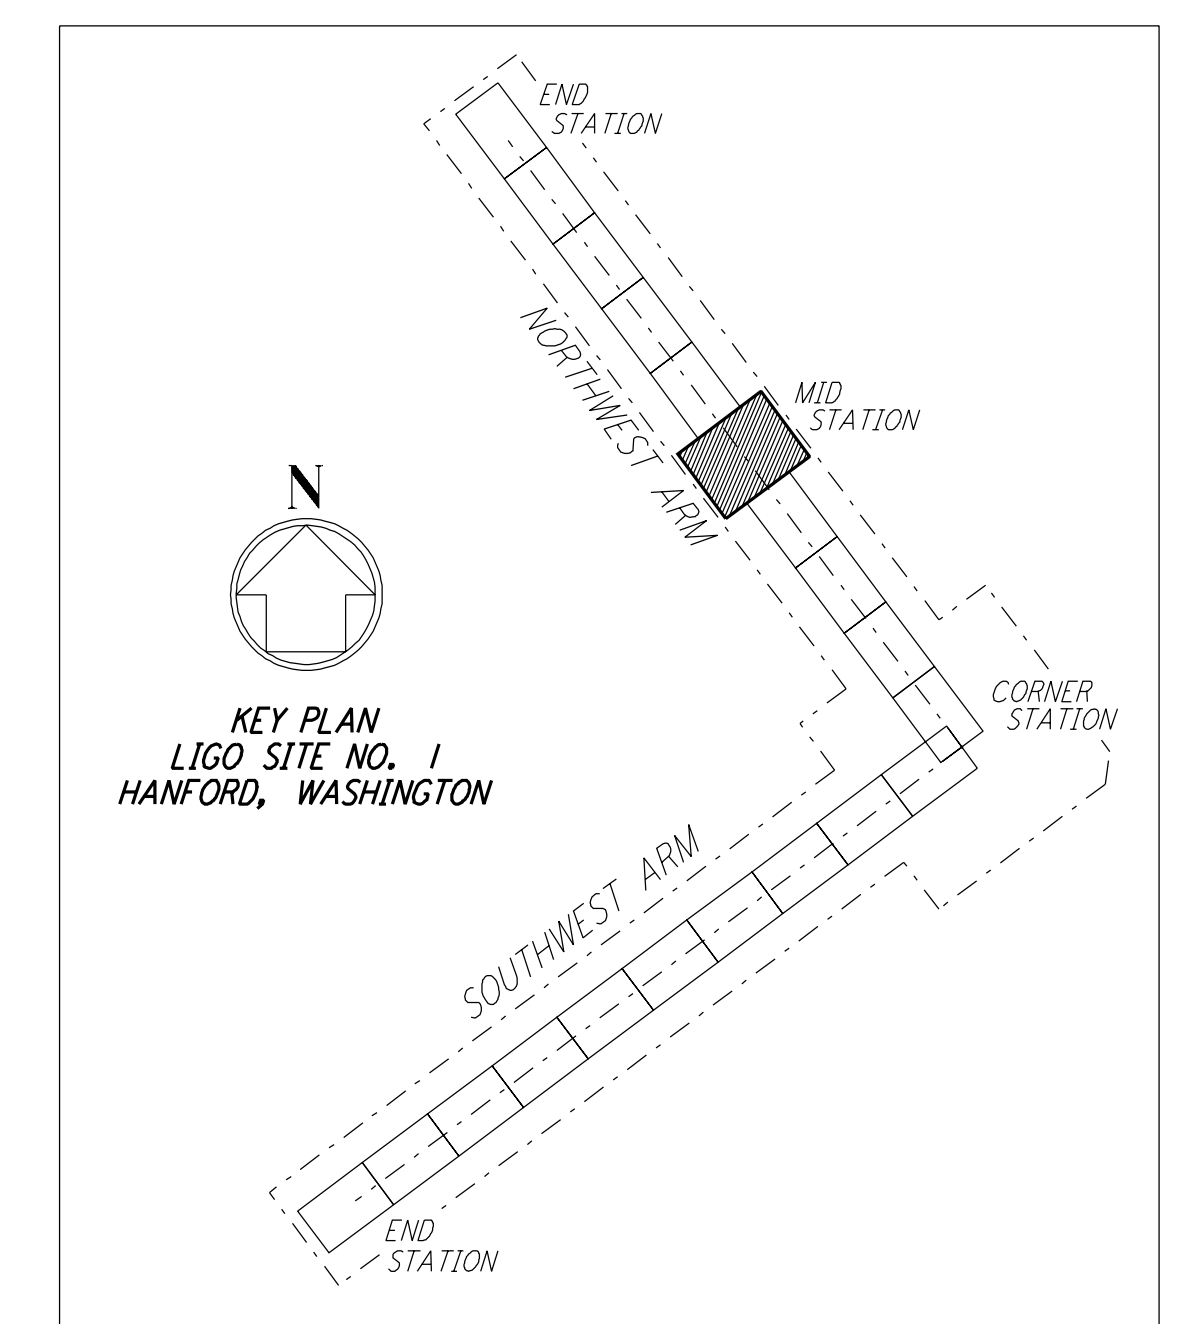 END
STATION
NORTHWEST ARM
MID
STATION
N
CORNER
STATION
KEY PLAN
LIGO SITE NO. 1
HANFORD, WASHINGTON
SOUTHWEST ARM
END
STATION